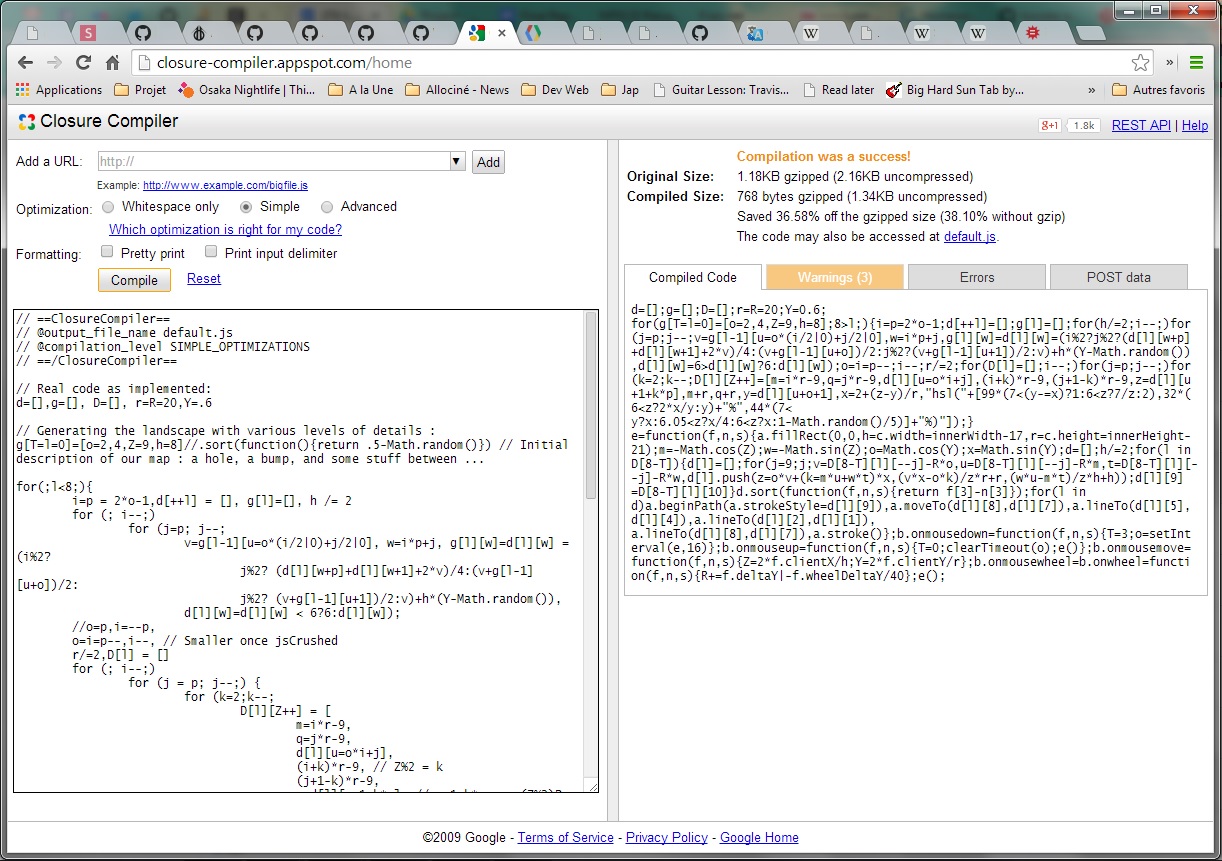 closure-compiler.appspot.com/home
Applications Projet Osaka Nightlife | Thi... A la Une Allociné - News Dev Web Jap Guitar Lesson: Travis... Read later Big Hard Sun Tab by... » Autres favoris
Closure Compiler
g+1 1.8k REST API | Help
Add a URL: http:// Add
Example: http://www.example.com/bigfile.js
Optimization: Whitespace only Simple Advanced
Which optimization is right for my code?
Formatting: Pretty print Print input delimiter
Compile Reset
// ==ClosureCompiler==
// @output_file_name default.js
// @compilation_level SIMPLE_OPTIMIZATIONS
// ==/ClosureCompiler==
// Real code as implemented:
d=[],g=[], D=[], r=R=20,Y=.6
// Generating the landscape with various levels of details :
g[T=l=0]=[o=2,4,Z=9,h=8]//.sort(function(){return .5-Math.random()}) // Initial
description of our map : a hole, a bump, and some stuff between ...
for(;l<8;){
i=p = 2*o-1,d[++l] = [], g[l]=[], h /= 2
for (; i--;)
for (j=p; j--;
v=g[l-1][u=o*(i/2|0)+j/2|0], w=i*p+j, g[l][w]=d[l][w] =
(i%2?
j%2? (d[l][w+p]+d[l][w+1]+2*v)/4:(v+g[l-1]
[u+o])/2:
j%2? (v+g[l-1][u+1])/2:v)+h*(Y-Math.random()),
d[l][w]=d[l][w] < 6?6:d[l][w]);
//o=p,i=--p,
o=i=p--,i--, // Smaller once jsCrushed
r/=2,D[l] = []
for (; i--;)
for (j = p; j--;) {
for (k=2;k--;
D[l][Z++] = [
m=i*r-9,
q=j*r-9,
d[l][u=o*i+j],
(i+k)*r-9, // Z%2 = k
(j+1-k)*r-9,
Compilation was a success!
Original Size: 1.18KB gzipped (2.16KB uncompressed)
Compiled Size: 768 bytes gzipped (1.34KB uncompressed)
Saved 36.58% off the gzipped size (38.10% without gzip)
The code may also be accessed at default.js.
Compiled Code Warnings (3) Errors POST data
d=[];g=[];D=[];r=R=20;Y=0.6;
for(g[T=l=0]=[o=2,4,Z=9,h=8];8>l;){i=p=2*o-1;d[++l]=[];g[l]=[];for(h/=2;i--;)for
(j=p;j--;v=g[l-1][u=o*(i/2|0)+j/2|0],w=i*p+j,g[l][w]=d[l][w]=(i%2?j%2?(d[l][w+p]
+d[l][w+1]+2*v)/4:(v+g[l-1][u+o])/2:j%2?(v+g[l-1][u+1])/2:v)+h*(Y-Math.random())
,d[l][w]=6>d[l][w]?6:d[l][w]);o=i=p--;i--;r/=2;for(D[l]=[];i--;)for(j=p;j--;)for
(k=2;k--;D[l][Z++]=[m=i*r-9,q=j*r-9,d[l][u=o*i+j],(i+k)*r-9,(j+1-k)*r-9,z=d[l][u
+1+k*p],m+r,q+r,y=d[l][u+o+1],x=2+(z-y)/r,"hsl("+[99*(7<(y-=x)?1:6<z?7/z:2),32*(
6<z?2*x/y:y)+"%",44*(7<
y?x:6.05<z?x/4:6<z?x:1-Math.random()/5)]+"%)"]);}
e=function(f,n,s){a.fillRect(0,0,h=c.width=innerWidth-17,r=c.height=innerHeight-
21);m=-Math.cos(Z);w=-Math.sin(Z);o=Math.cos(Y);x=Math.sin(Y);d=[];h/=2;for(l in
D[8-T]){d[l]=[];for(j=9;j;v=D[8-T][l][--j]-R*o,u=D[8-T][l][--j]-R*m,t=D[8-T][l][-
-j]-R*w,d[l].push(z=o*v+(k=m*u+w*t)*x,(v*x-o*k)/z*r+r,(w*u-m*t)/z*h+h));d[l][9]
=D[8-T][l][10]}d.sort(function(f,n,s){return f[3]-n[3]});for(l in
d)a.beginPath(a.strokeStyle=d[l][9]),a.moveTo(d[l][8],d[l][7]),a.lineTo(d[l][5],
d[l][4]),a.lineTo(d[l][2],d[l][1]),
a.lineTo(d[l][8],d[l][7]),a.stroke()};b.onmousedown=function(f,n,s){T=3;o=setInt
erval(e,16)};b.onmouseup=function(f,n,s){T=0;clearTimeout(o);e()};b.onmousemove=
function(f,n,s){Z=2*f.clientX/h;Y=2*f.clientY/r};b.onmousewheel=b.onwheel=functi
on(f,n,s){R+=f.deltaY|-f.wheelDeltaY/40};e();
©2009 Google - Terms of Service - Privacy Policy - Google Home